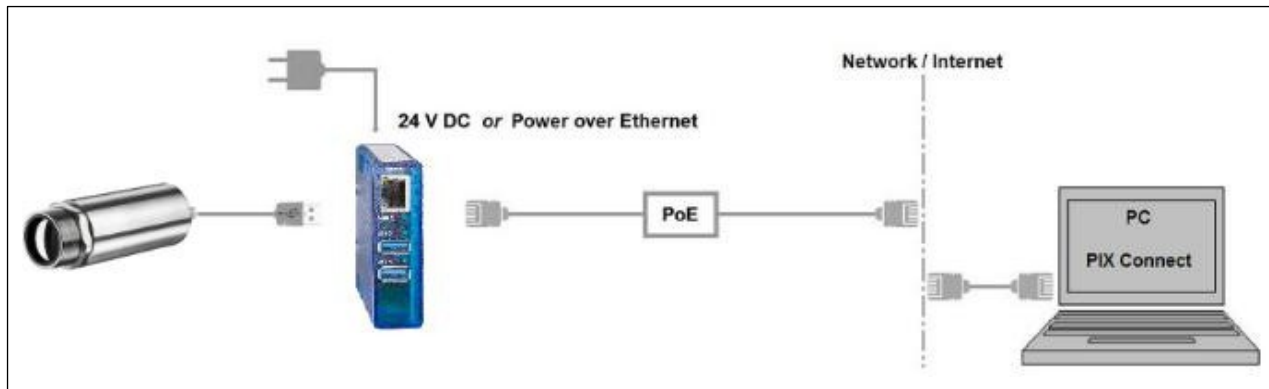 Network / Internet
24 V DC or Power over Ethernet
PoE
PC
PIX Connect